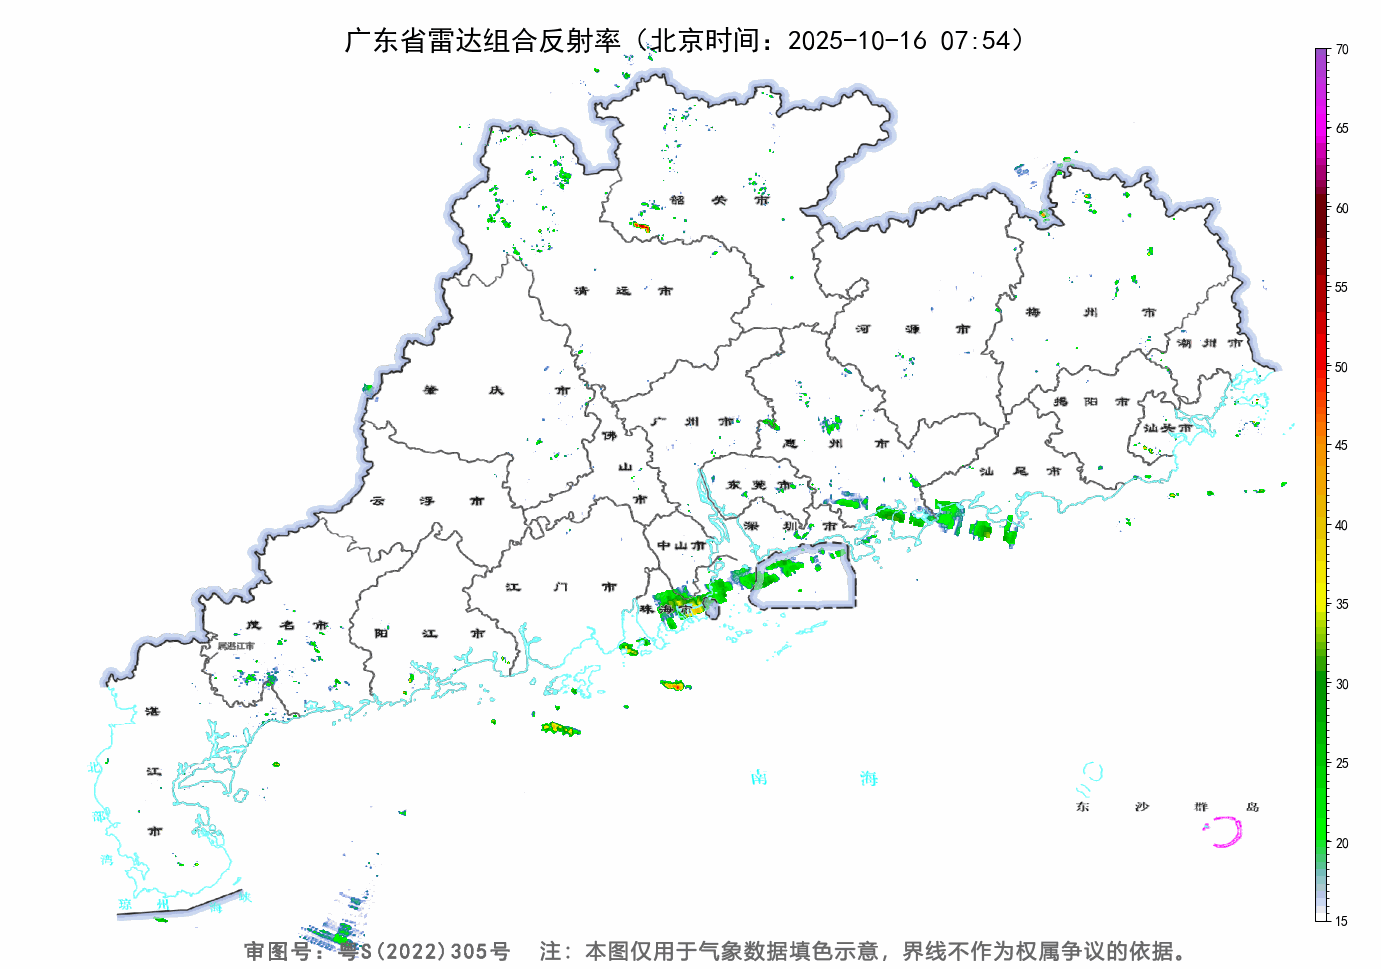 广东省雷达组合反射率（北京时间：2025-10-16 07:54）
70
65
60
55
50
45
40
35
30
25
20
15
韶关市
清远市
河源市
梅州市
潮州市
肇庆市
广州市
佛山市
惠州市
揭阳市
汕头市
汕尾市
云浮市
东莞市
深圳市
中山市
江门市
珠海市
茂名市
属湛江市
阳江市
湛江市
北部湾
琼州海峡
南海
东沙群岛
审图号：粤S(2022)305号 注：本图仅用于气象数据填色示意，界线不作为权属争议的依据。